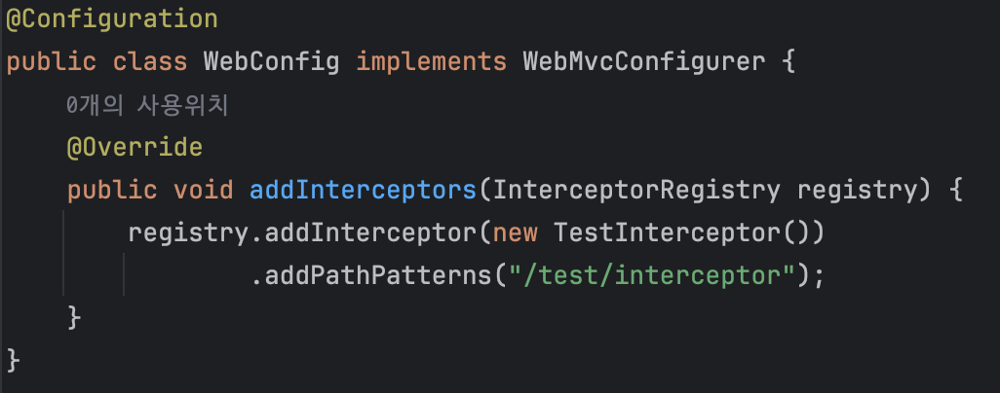 @Configuration
public class WebConfig implements WebMvcConfigurer {
    0개의 사용위치
    @Override
    public void addInterceptors(InterceptorRegistry registry) {
        registry.addInterceptor(new TestInterceptor())
                .addPathPatterns("/test/interceptor");
    }
}